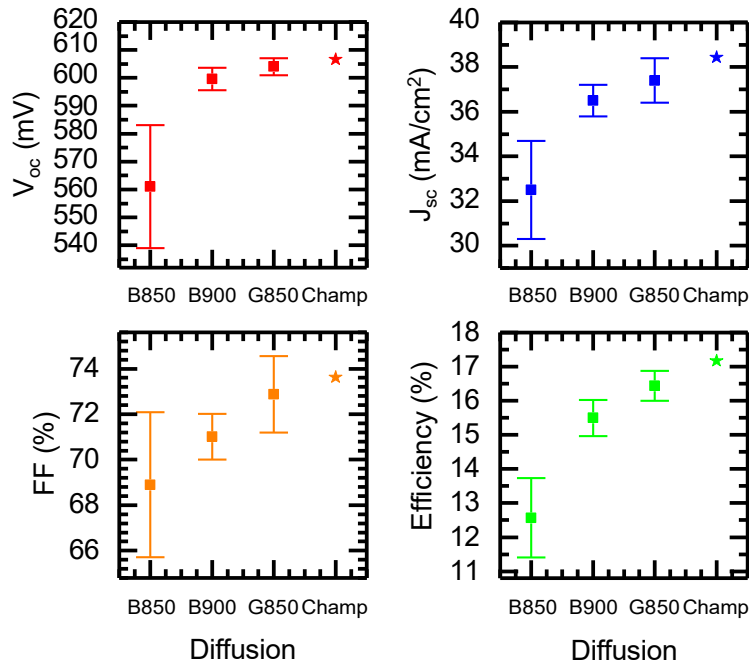 V_oc (mV)
620
610
600
590
580
570
560
550
540
B850 B900 G850 Champ
J_sc (mA/cm²)
40
38
36
34
32
30
B850 B900 G850 Champ
FF (%)
74
72
70
68
66
B850 B900 G850 Champ
Diffusion
Efficiency (%)
18
17
16
15
14
13
12
11
B850 B900 G850 Champ
Diffusion